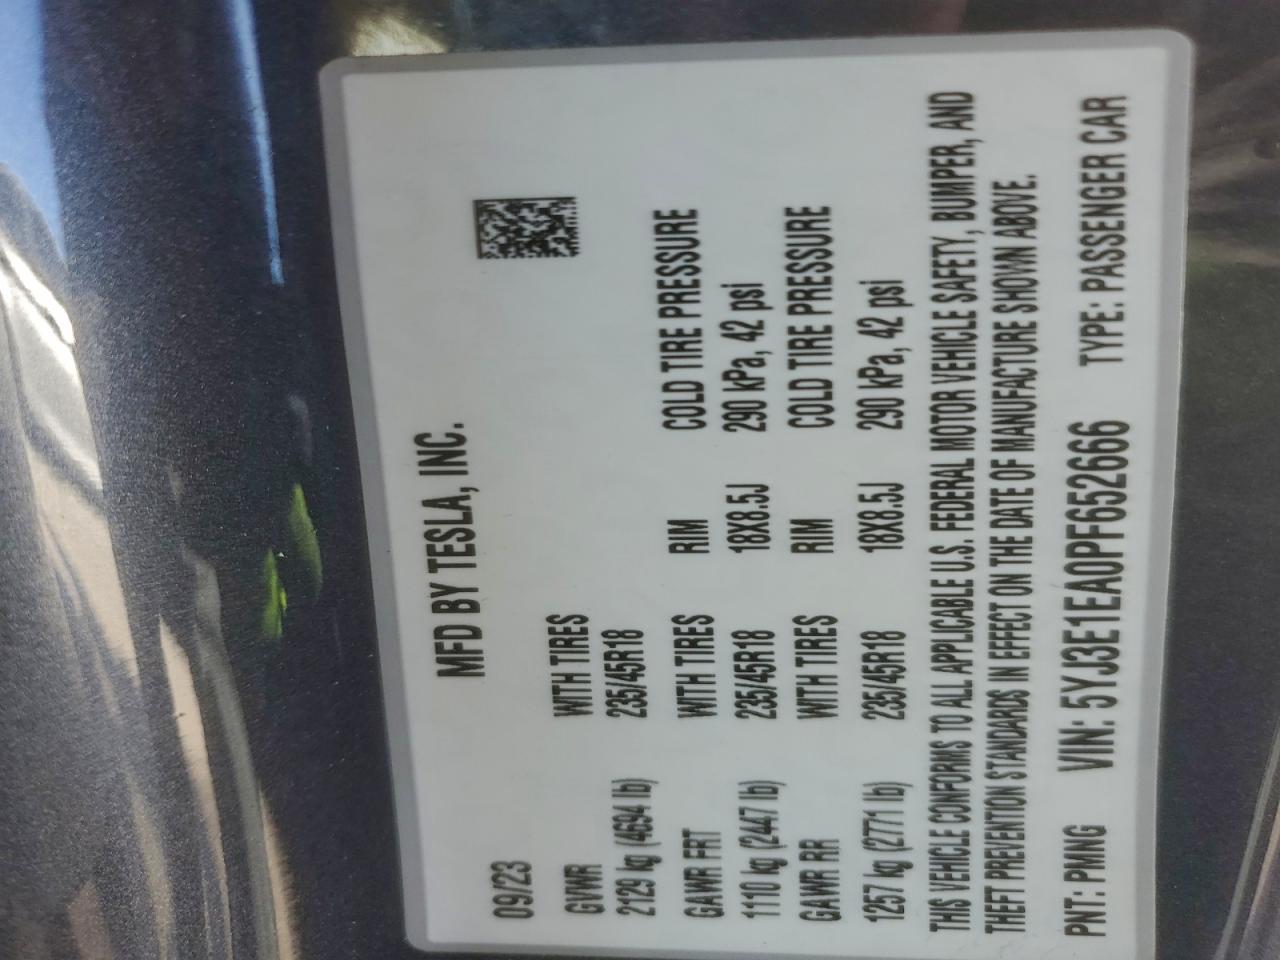 MFD BY TESLA, INC.
09/23
GVWR WITH TIRES
2129 kg (4694 lb) 235/45R18
GAWR FRT WITH TIRES RIM COLD TIRE PRESSURE
1110 kg (2447 lb) 235/45R18 18X8.5J 290 kPa, 42 psi
GAWR RR WITH TIRES RIM COLD TIRE PRESSURE
1257 kg (2771 lb) 235/45R18 18X8.5J 290 kPa, 42 psi
THIS VEHICLE CONFORMS TO ALL APPLICABLE U.S. FEDERAL MOTOR VEHICLE SAFETY, BUMPER, AND
THEFT PREVENTION STANDARDS IN EFFECT ON THE DATE OF MANUFACTURE SHOWN ABOVE.
PNT: PMNG VIN: 5YJ3E1EA0PF652666 TYPE: PASSENGER CAR